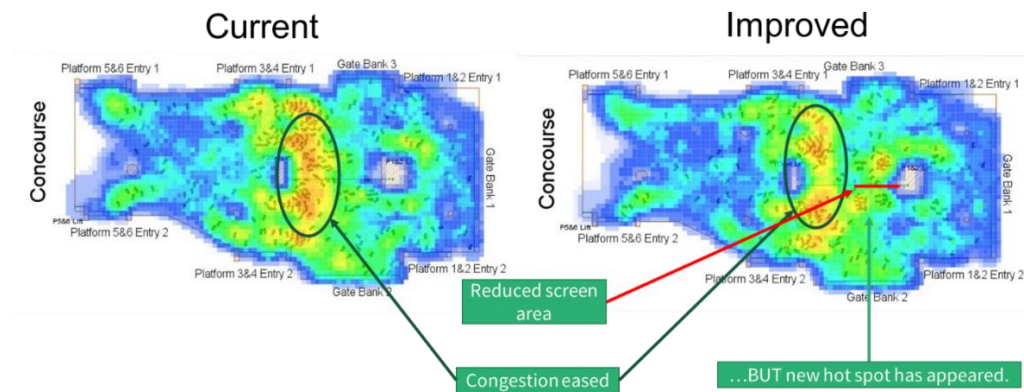 Current
Improved
Concourse
Platform 5&6 Entry 1
Platform 3&4 Entry 1
Gate Bank 3
Platform 1&2 Entry 1
Gate Bank 1
P5&6 Lift
Platform 5&6 Entry 2
Platform 3&4 Entry 2
Gate Bank 2
Platform 1&2 Entry 2
Concourse
Platform 5&6 Entry 1
Platform 3&4 Entry 1
Gate Bank 3
Platform 1&2 Entry 1
Gate Bank 1
P5&6 Lift
Platform 5&6 Entry 2
Platform 3&4 Entry 2
Gate Bank 2
Platform 1&2 Entry 2
Reduced screen
area
Congestion eased
…BUT new hot spot has appeared.